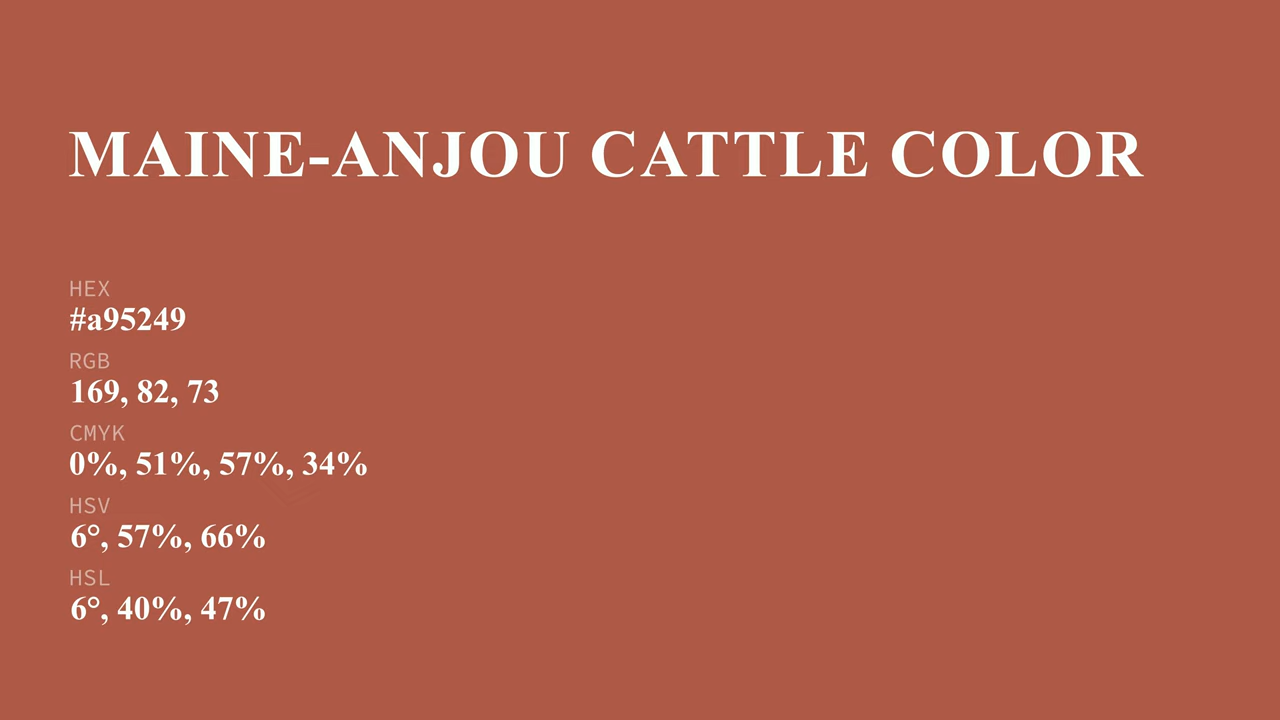 MAINE-ANJOU CATTLE COLOR
HEX
#a95249
RGB
169, 82, 73
CMYK
0%, 51%, 57%, 34%
HSV
6°, 57%, 66%
HSL
6°, 40%, 47%